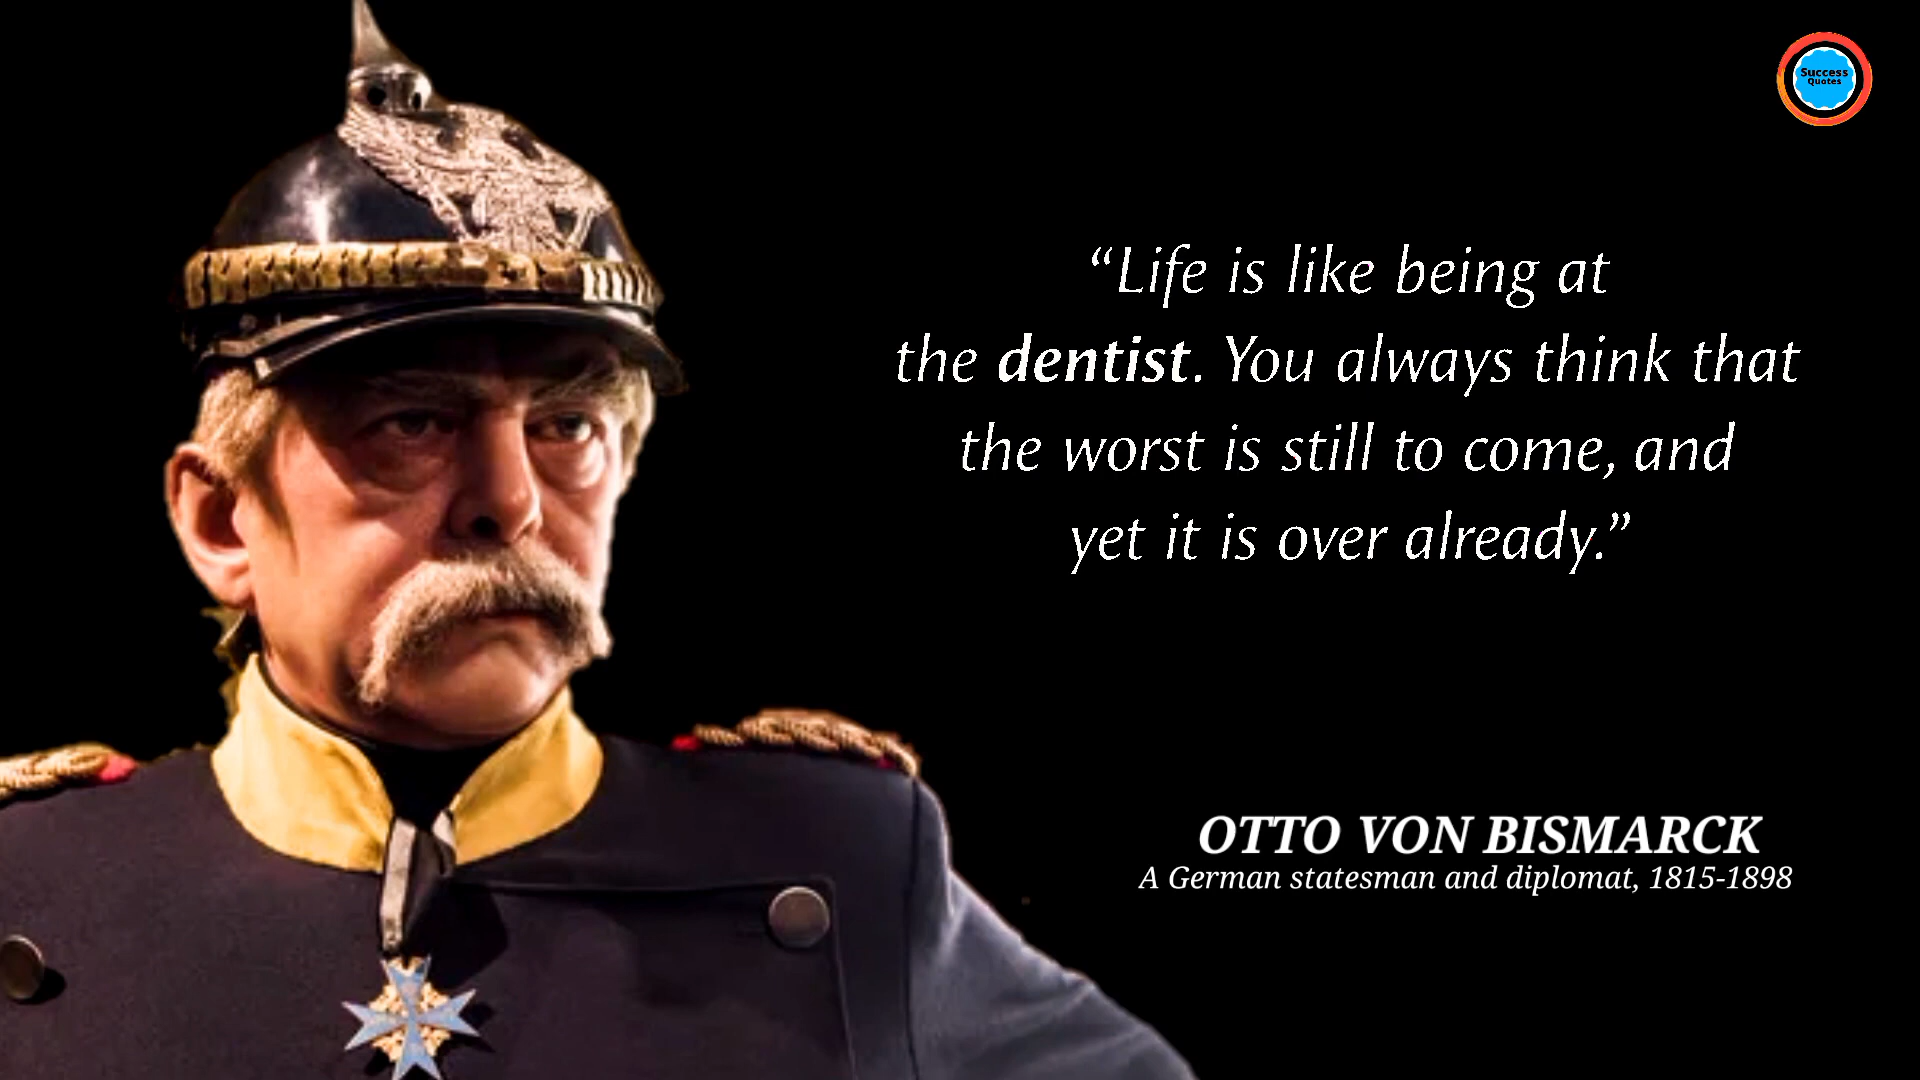 Success
Quotes
“Life is like being at
the dentist. You always think that
the worst is still to come, and
yet it is over already.”
OTTO VON BISMARCK
A German statesman and diplomat, 1815-1898